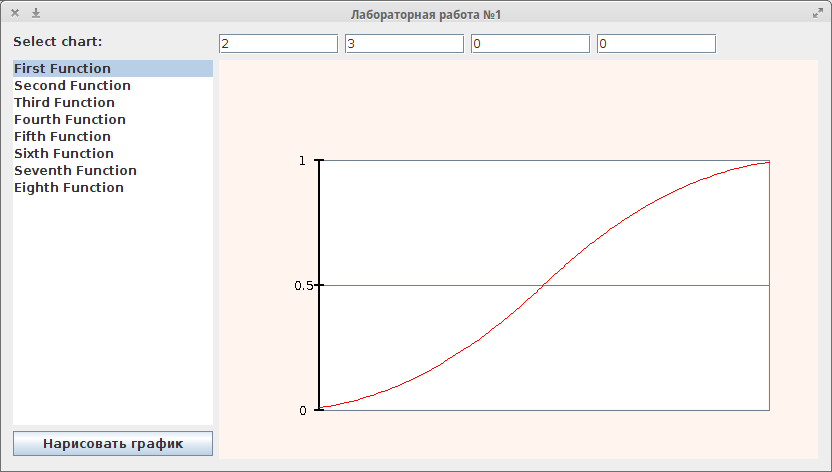 Лабораторная работа №1
Select chart:
2
3
0
0
First Function
Second Function
Third Function
Fourth Function
Fifth Function
Sixth Function
Seventh Function
Eighth Function
1
0.5
0
Нарисовать график